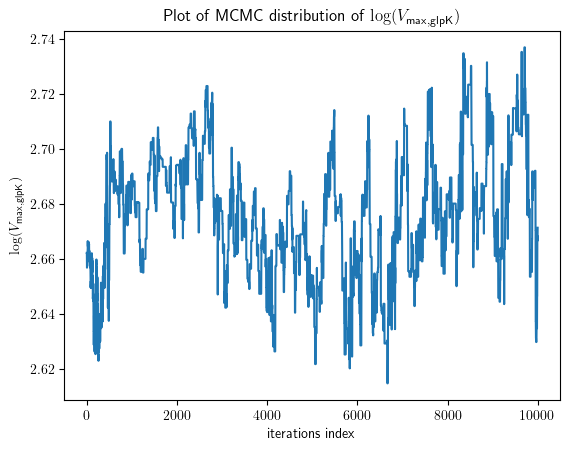 Plot of MCMC distribution of log(V_max,glpK)
log(V_max,glpK)
2.74
2.72
2.70
2.68
2.66
2.64
2.62
0 2000 4000 6000 8000 10000
iterations index